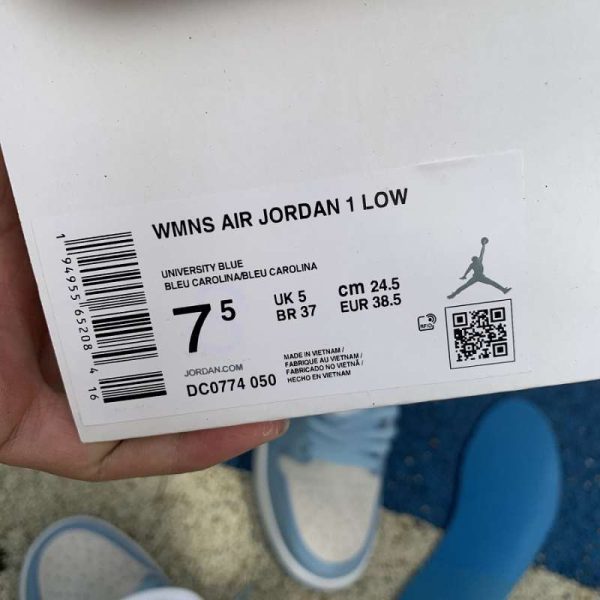 WMNS AIR JORDAN 1 LOW
UNIVERSITY BLUE
BLEU CAROLINA/BLEU CAROLINA
7⁵
UK 5
BR 37
cm 24.5
EUR 38.5
RFID
JORDAN.COM
DC0774 050
MADE IN VIETNAM/
FABRIQUE AU VIETNAM/
FABRICADO NO VIETNÃ/
HECHO EN VIETNAM
1 94955 65208 4 16